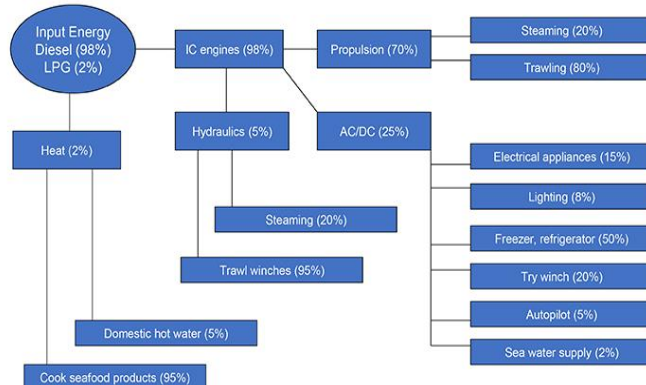 Input Energy
Diesel (98%)
LPG (2%)
IC engines (98%)
Propulsion (70%)
Steaming (20%)
Trawling (80%)
Heat (2%)
Hydraulics (5%)
AC/DC (25%)
Electrical appliances (15%)
Lighting (8%)
Steaming (20%)
Freezer, refrigerator (50%)
Trawl winches (95%)
Try winch (20%)
Autopilot (5%)
Domestic hot water (5%)
Sea water supply (2%)
Cook seafood products (95%)